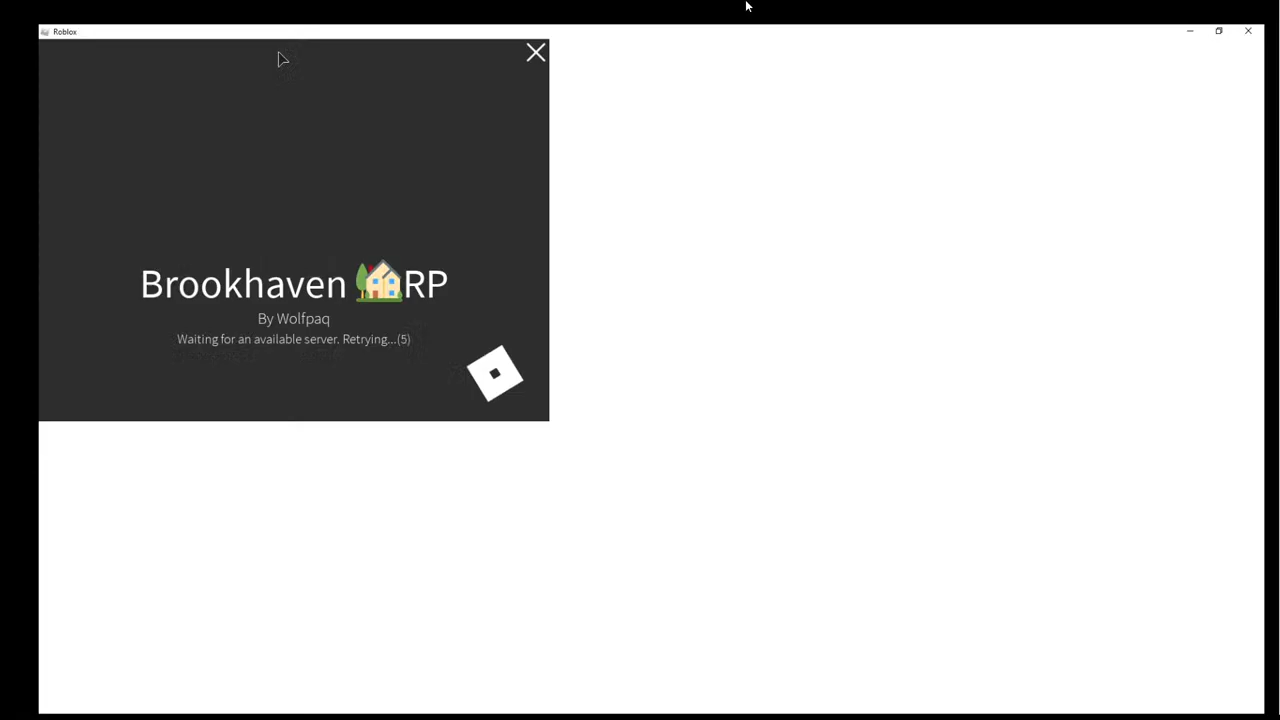 Roblox
Brookhaven 🏡RP
By Wolfpaq
Waiting for an available server. Retrying...(5)